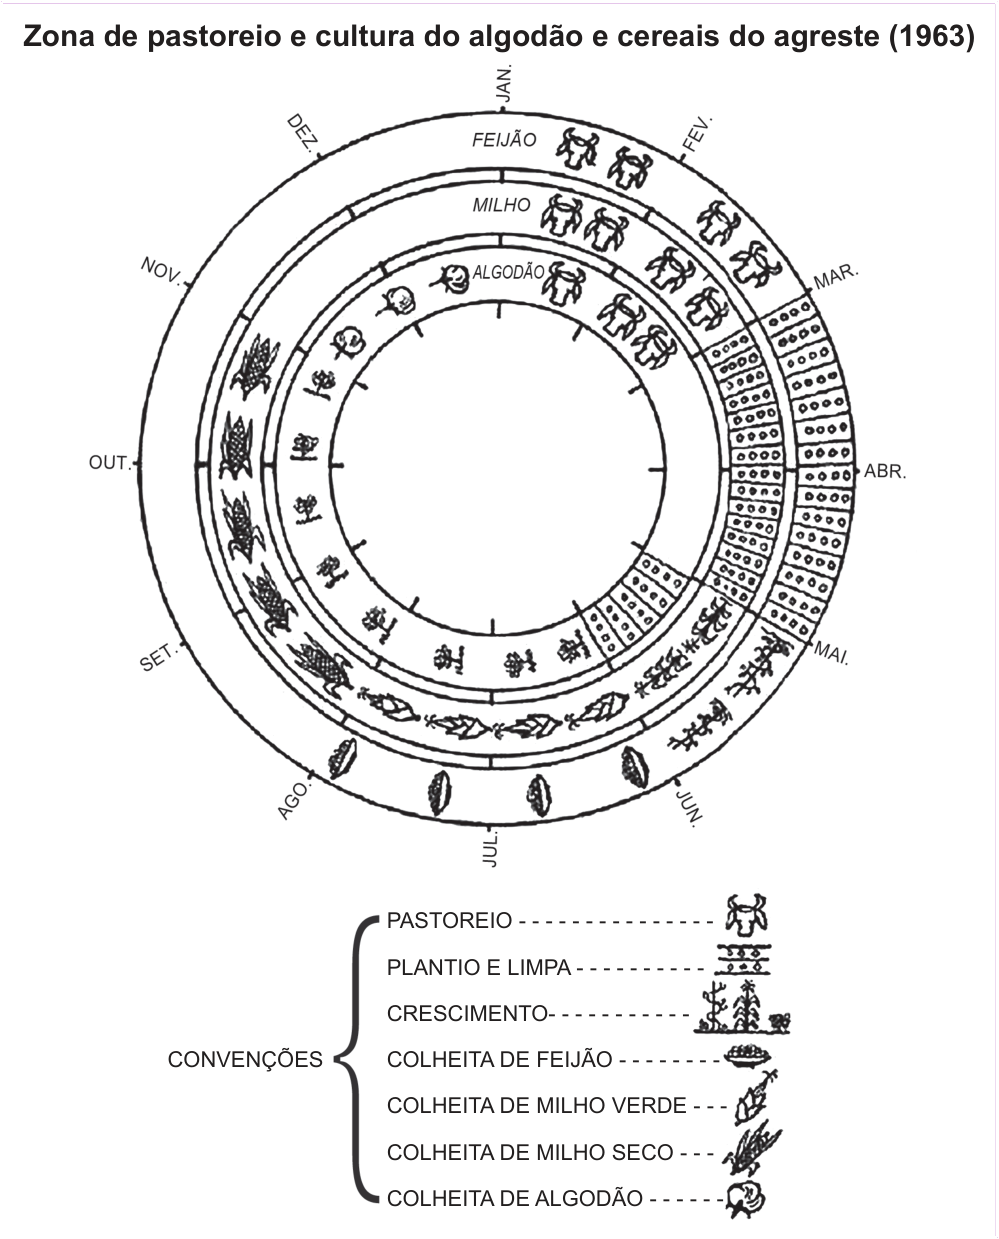 Zona de pastoreio e cultura do algodão e cereais do agreste (1963)
JAN.
FEV.
MAR.
ABR.
MAI.
JUN.
JUL.
AGO.
SET.
OUT.
NOV.
DEZ.
FEIJÃO
MILHO
ALGODÃO
CONVENÇÕES
PASTOREIO
PLANTIO E LIMPA
CRESCIMENTO
COLHEITA DE FEIJÃO
COLHEITA DE MILHO VERDE
COLHEITA DE MILHO SECO
COLHEITA DE ALGODÃO